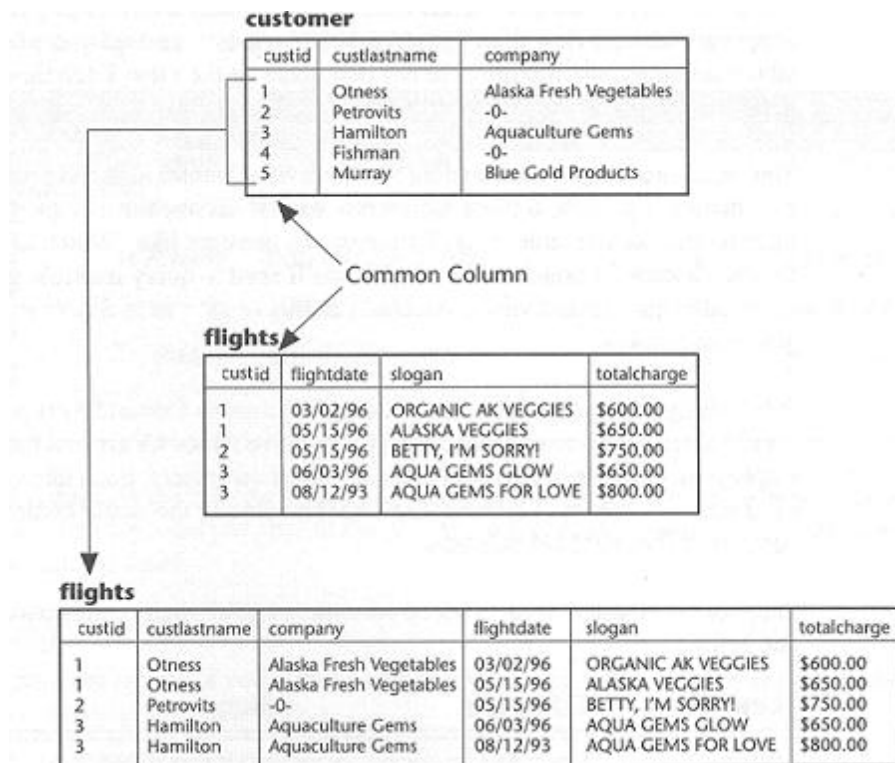 customer
custid custlastname company
1 Otness Alaska Fresh Vegetables
2 Petrovits -0-
3 Hamilton Aquaculture Gems
4 Fishman -0-
5 Murray Blue Gold Products
Common Column
flights
custid flightdate slogan totalcharge
1 03/02/96 ORGANIC AK VEGGIES $600.00
1 05/15/96 ALASKA VEGGIES $650.00
2 05/15/96 BETTY, I'M SORRY! $750.00
3 06/03/96 AQUA GEMS GLOW $650.00
3 08/12/93 AQUA GEMS FOR LOVE $800.00
flights
custid custlastname company flightdate slogan totalcharge
1 Otness Alaska Fresh Vegetables 03/02/96 ORGANIC AK VEGGIES $600.00
1 Otness Alaska Fresh Vegetables 05/15/96 ALASKA VEGGIES $650.00
2 Petrovits -0- 05/15/96 BETTY, I'M SORRY! $750.00
3 Hamilton Aquaculture Gems 06/03/96 AQUA GEMS GLOW $650.00
3 Hamilton Aquaculture Gems 08/12/93 AQUA GEMS FOR LOVE $800.00